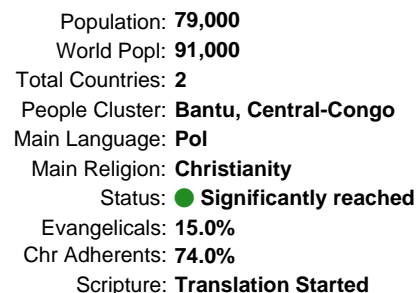 Population: 79,000
World Popl: 91,000
Total Countries: 2
People Cluster: Bantu, Central-Congo
Main Language: Pol
Main Religion: Christianity
Status: Significantly reached
Evangelicals: 15.0%
Chr Adherents: 74.0%
Scripture: Translation Started